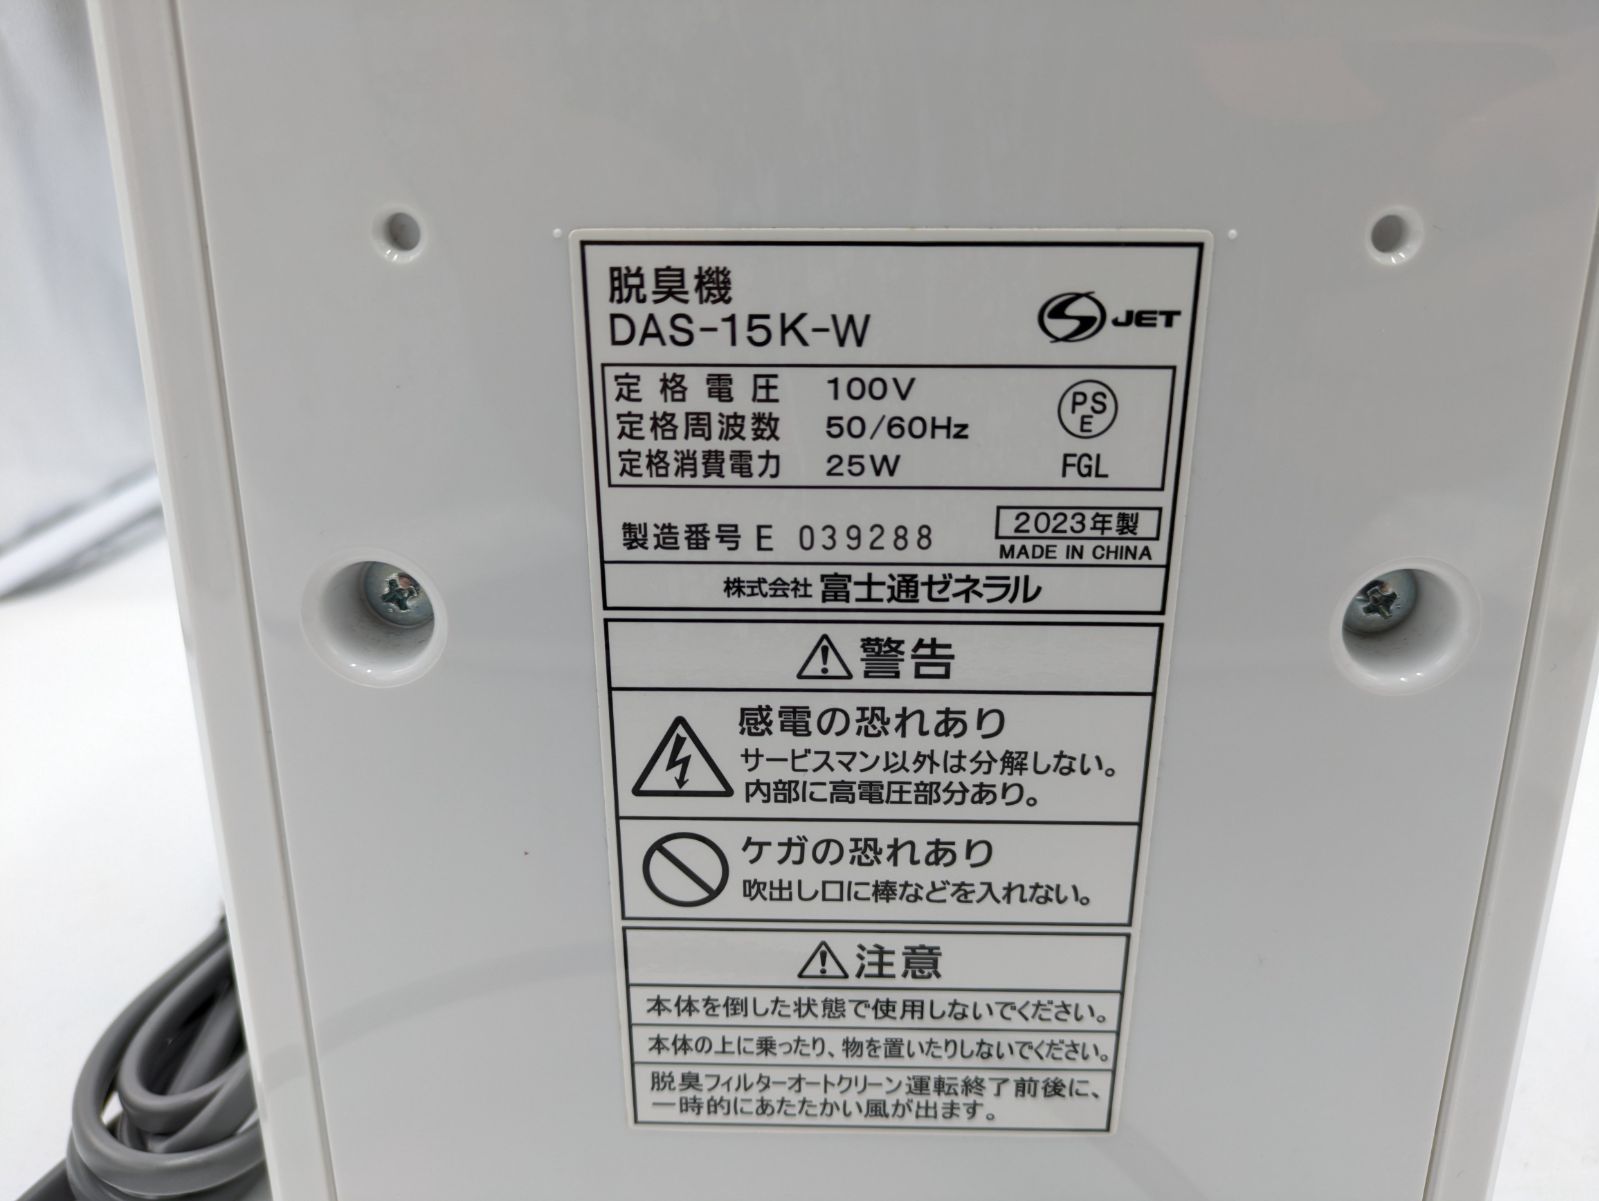 脱臭機
DAS-15K-W
S JET
定格電圧 100V
定格周波数 50/60Hz
定格消費電力 25W
PS
E
FGL
製造番号 E 039288
2023年製
MADE IN CHINA
株式会社 富士通ゼネラル
警告
感電の恐れあり
サービスマン以外は分解しない。
内部に高電圧部分あり。
ケガの恐れあり
吹出し口に棒などを入れない。
注意
本体を倒した状態で使用しないでください。
本体の上に乗ったり、物を置いたりしないでください。
脱臭フィルターオートクリーン運転終了前後に、
一時的にあたたかい風が出ます。